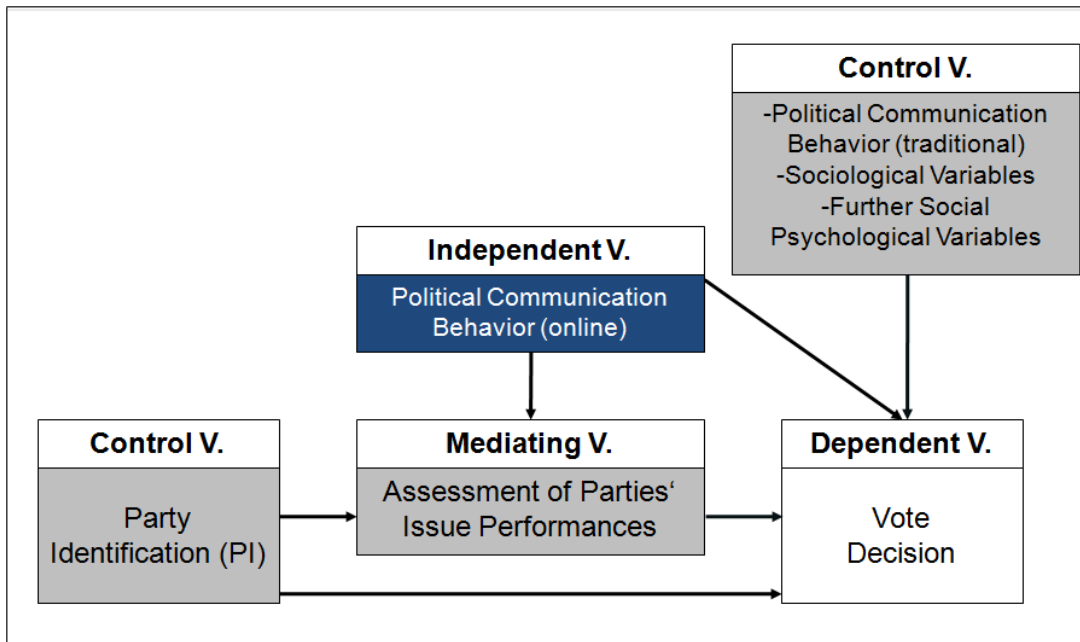 Control V.
-Political Communication
Behavior (traditional)
-Sociological Variables
-Further Social
Psychological Variables
Independent V.
Political Communication
Behavior (online)
Control V.
Party
Identification (PI)
Mediating V.
Assessment of Parties‘
Issue Performances
Dependent V.
Vote
Decision